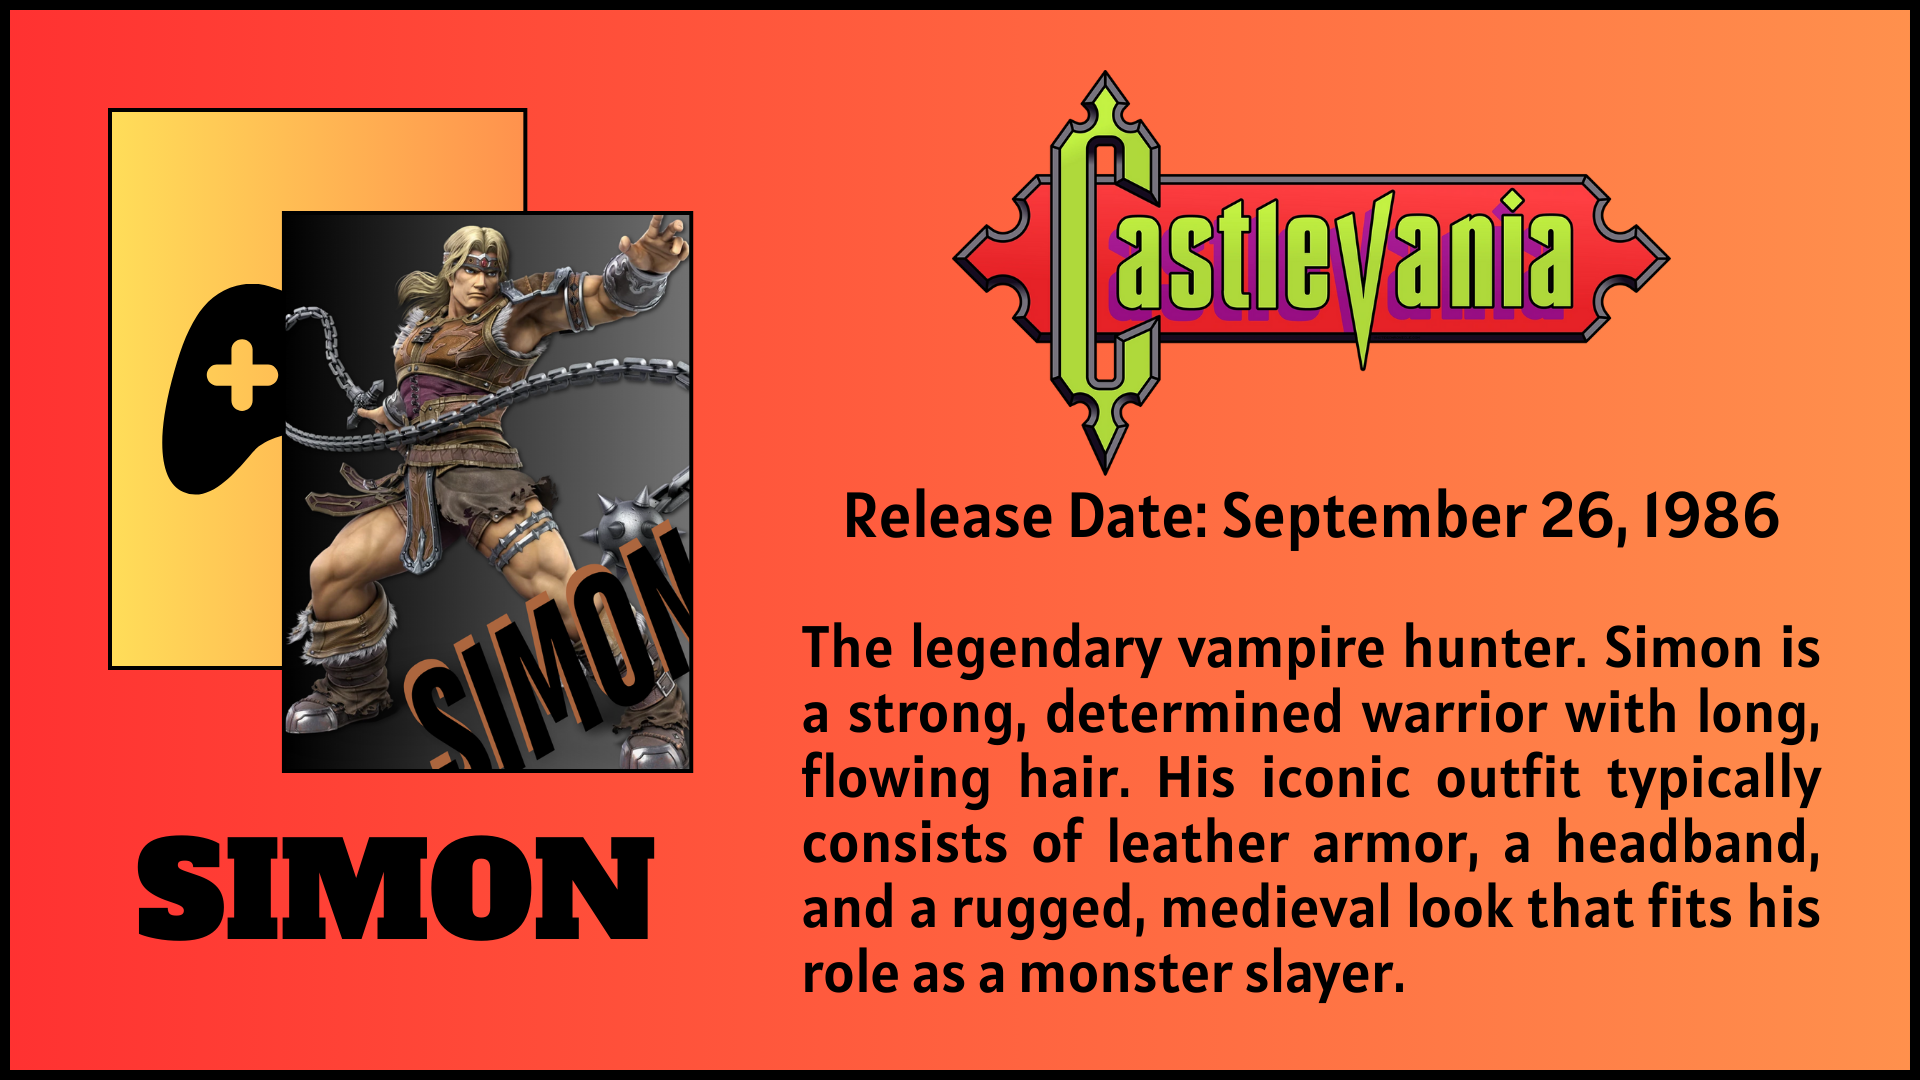 Castlevania
SIMON
SIMON
Release Date: September 26, 1986
The legendary vampire hunter. Simon is
a strong, determined warrior with long,
flowing hair. His iconic outfit typically
consists of leather armor, a headband,
and a rugged, medieval look that fits his
role as a monster slayer.